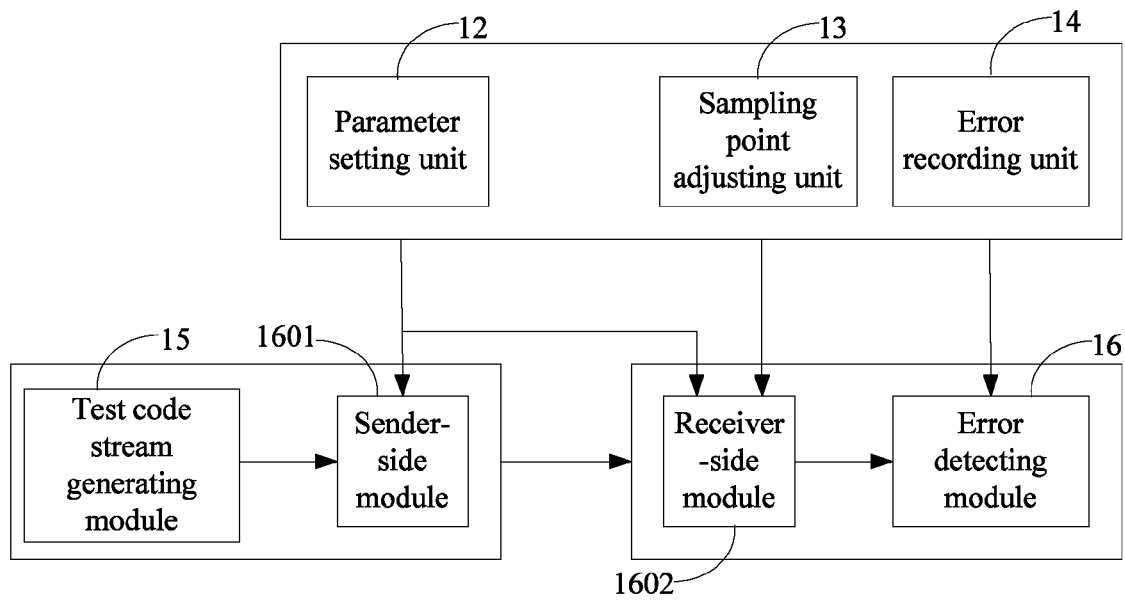 12
13
14
Parameter
setting unit
Sampling
point
adjusting unit
Error
recording unit
15
1601
16
Test code
stream
generating
module
Sender-
side
module
Receiver
-side
module
Error
detecting
module
1602